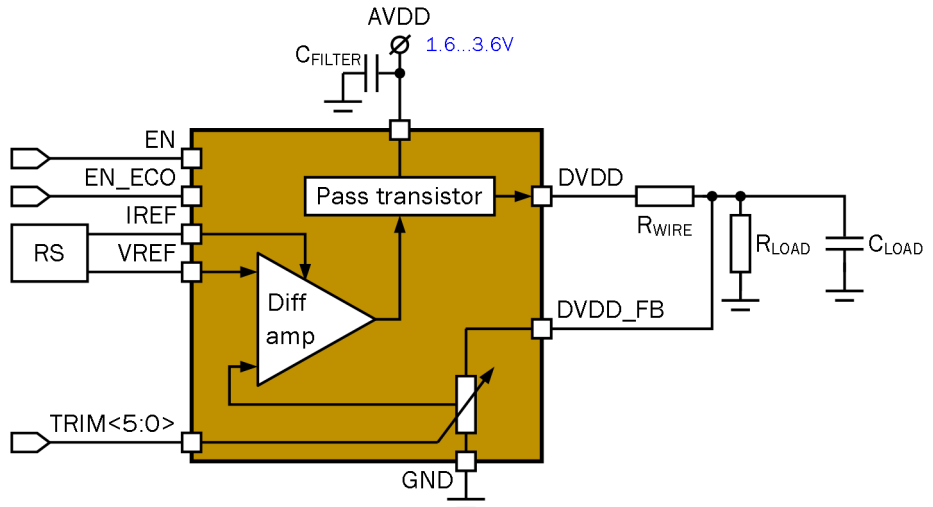 AVDD
1.6...3.6V
CFILTER
EN
EN_ECO
IREF
RS
VREF
Pass transistor
DVDD
RWIRE
RLOAD
CLOAD
Diff
amp
DVDD_FB
TRIM<5:0>
GND